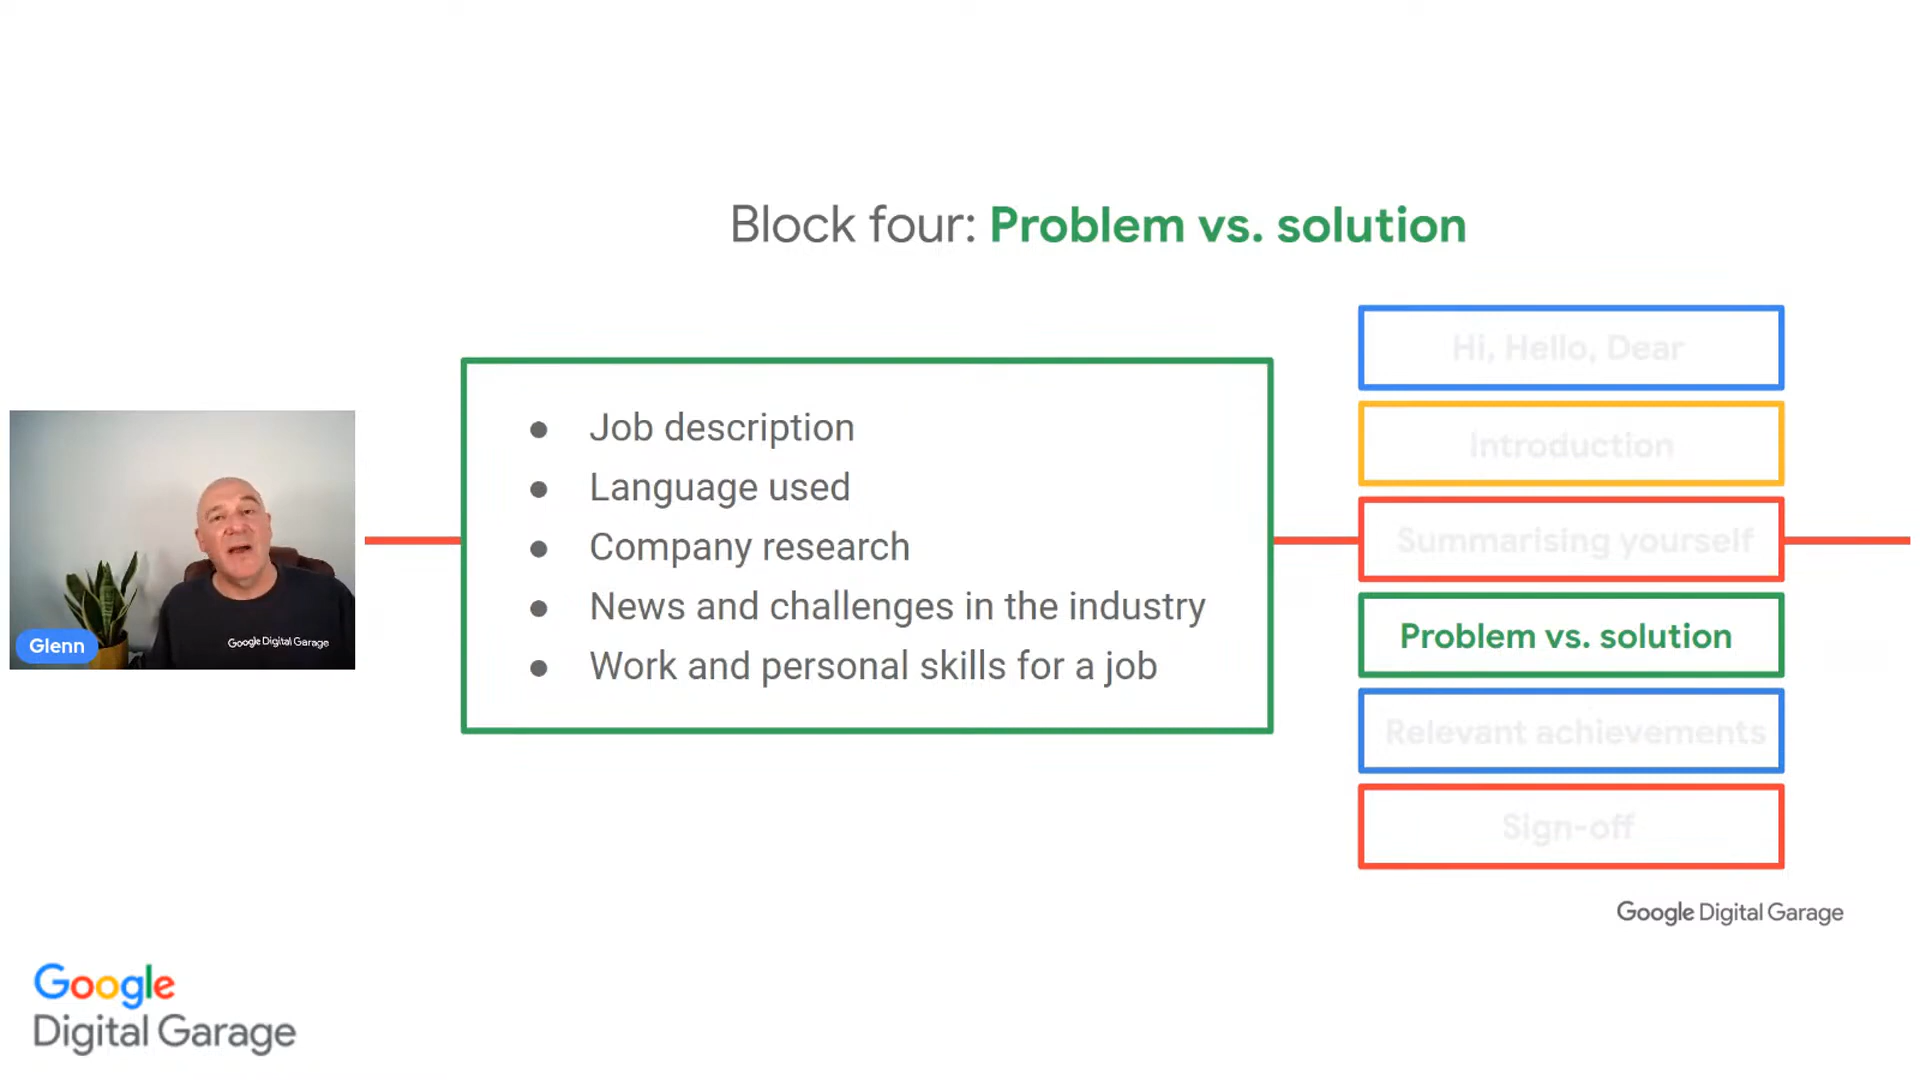 Block four: Problem vs. solution
● Job description
● Language used
● Company research
● News and challenges in the industry
● Work and personal skills for a job
Hi, Hello, Dear
Introduction
Summarising yourself
Problem vs. solution
Relevant achievements
Sign-off
Google Digital Garage
Glenn
Google Digital Garage
Google
Digital Garage